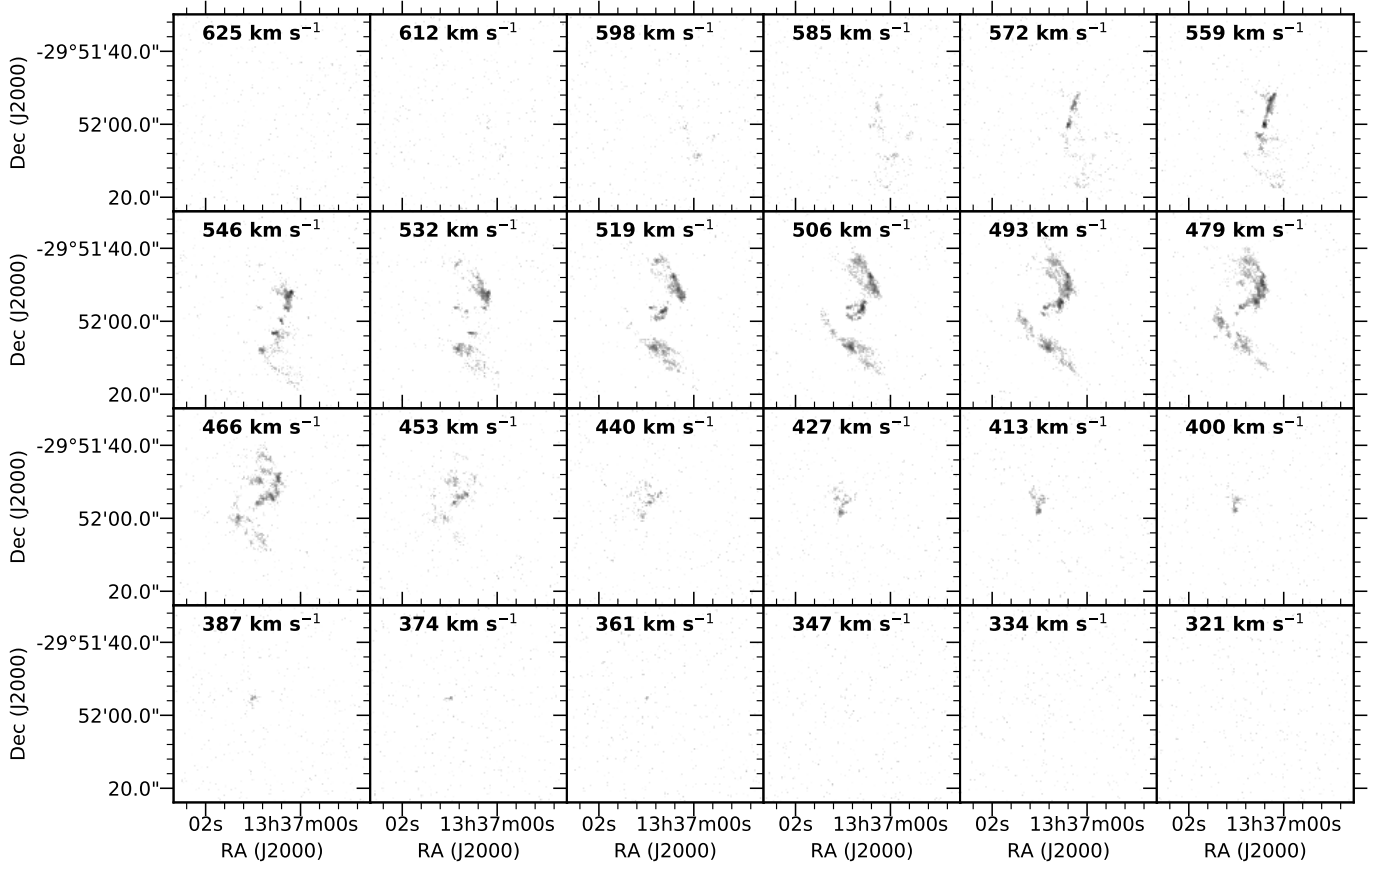 625 km s⁻¹ 612 km s⁻¹ 598 km s⁻¹ 585 km s⁻¹ 572 km s⁻¹ 559 km s⁻¹
-29°51'40.0"
Dec (J2000)
52'00.0"
20.0"
546 km s⁻¹ 532 km s⁻¹ 519 km s⁻¹ 506 km s⁻¹ 493 km s⁻¹ 479 km s⁻¹
-29°51'40.0"
Dec (J2000)
52'00.0"
20.0"
466 km s⁻¹ 453 km s⁻¹ 440 km s⁻¹ 427 km s⁻¹ 413 km s⁻¹ 400 km s⁻¹
-29°51'40.0"
Dec (J2000)
52'00.0"
20.0"
387 km s⁻¹ 374 km s⁻¹ 361 km s⁻¹ 347 km s⁻¹ 334 km s⁻¹ 321 km s⁻¹
-29°51'40.0"
Dec (J2000)
52'00.0"
20.0"
02s 13h37m00s 02s 13h37m00s 02s 13h37m00s 02s 13h37m00s 02s 13h37m00s 02s 13h37m00s
RA (J2000) RA (J2000) RA (J2000) RA (J2000) RA (J2000) RA (J2000)